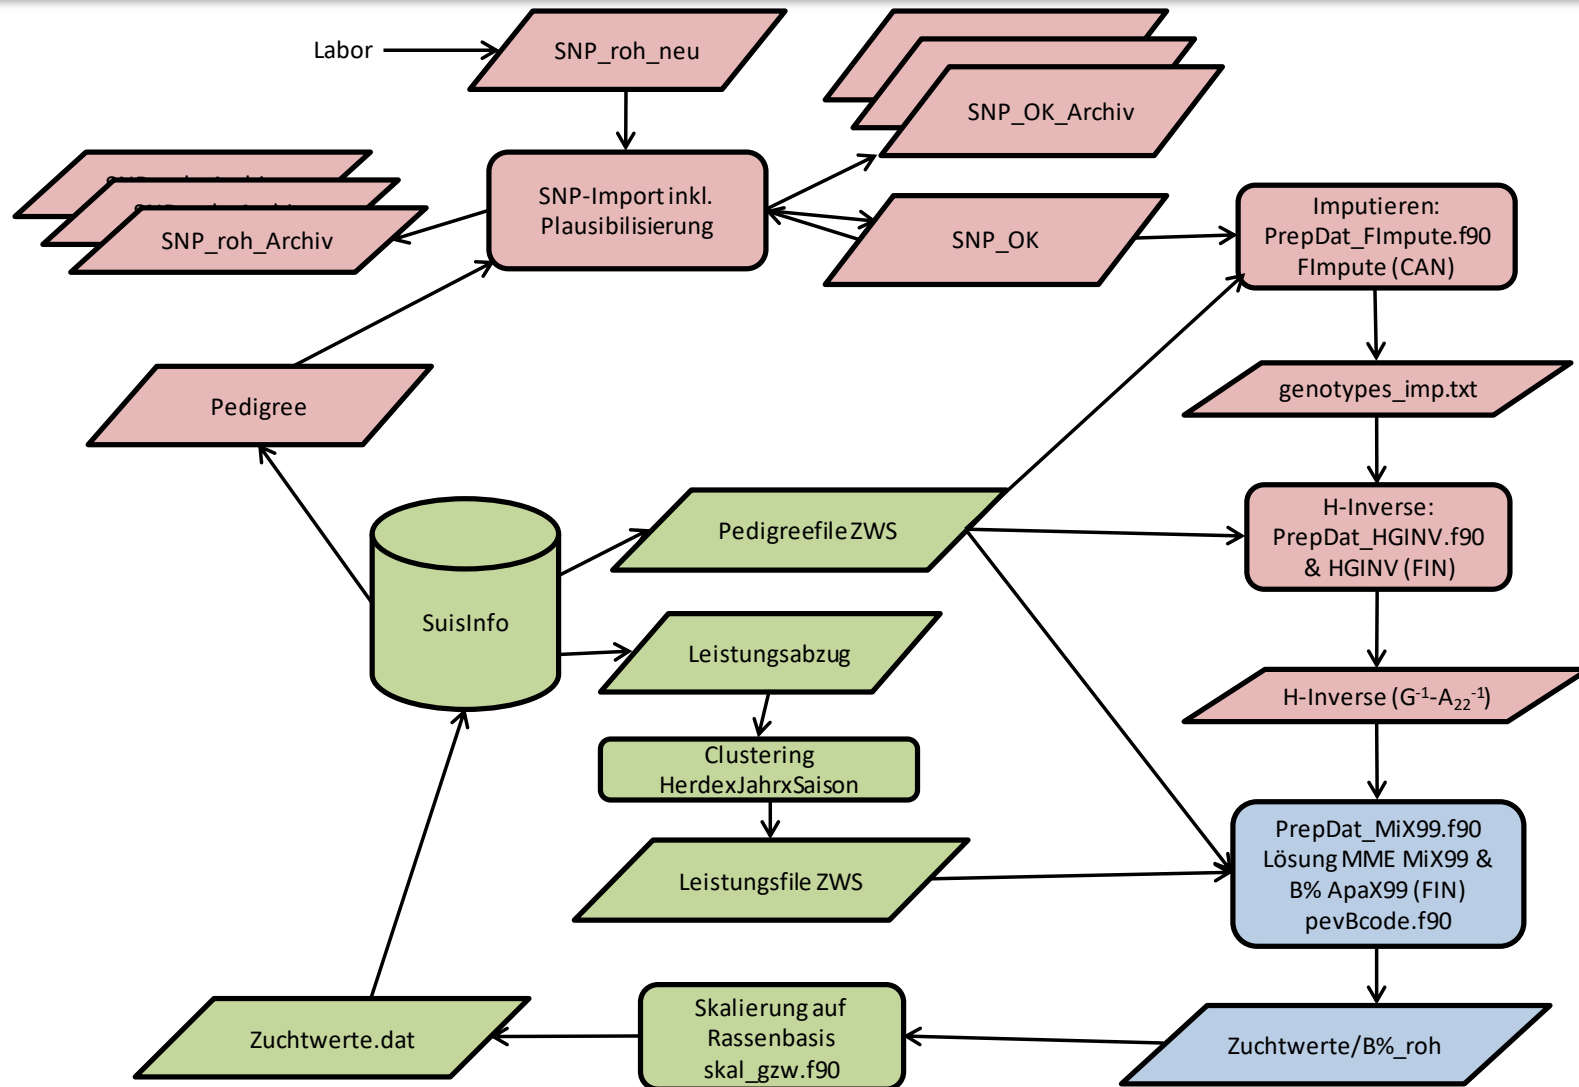 Labor
SNP_roh_neu
SNP_OK_Archiv
SNP-Import inkl.
Plausibilisierung
SNP_roh_Archiv
SNP_OK
Imputieren:
PrepDat_FImpute.f90
FImpute (CAN)
Pedigree
genotypes_imp.txt
Pedigreefile ZWS
H-Inverse:
PrepDat_HGINV.f90
& HGINV (FIN)
SuisInfo
Leistungsabzug
H-Inverse (G⁻¹-A₂₂⁻¹)
Clustering
HerdexJahrxSaison
PrepDat_MiX99.f90
Lösung MME MiX99 &
B% ApaX99 (FIN)
pevBcode.f90
Leistungsfile ZWS
Skalierung auf
Rassenbasis
skal_gzw.f90
Zuchtwerte.dat
Zuchtwerte/B%_roh